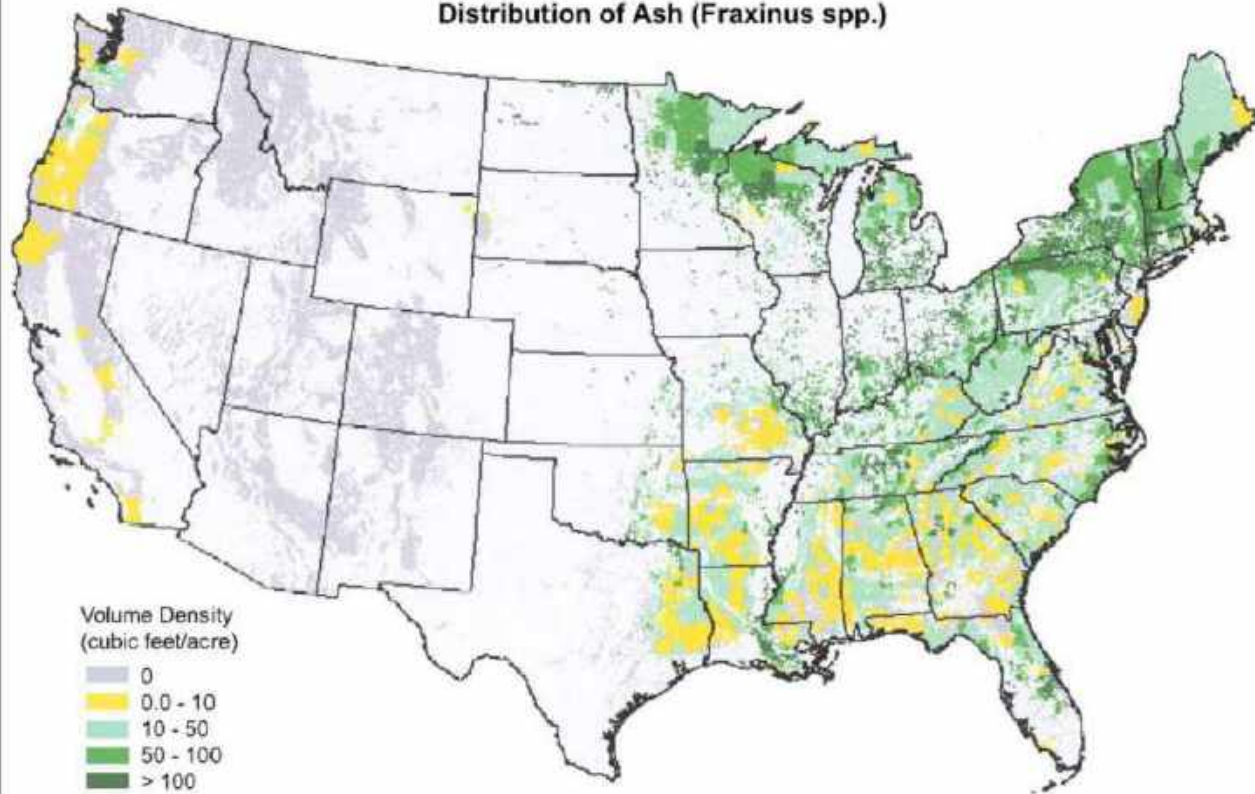 Distribution of Ash (Fraxinus spp.)
Volume Density
(cubic feet/acre)
0
0.0 - 10
10 - 50
50 - 100
> 100